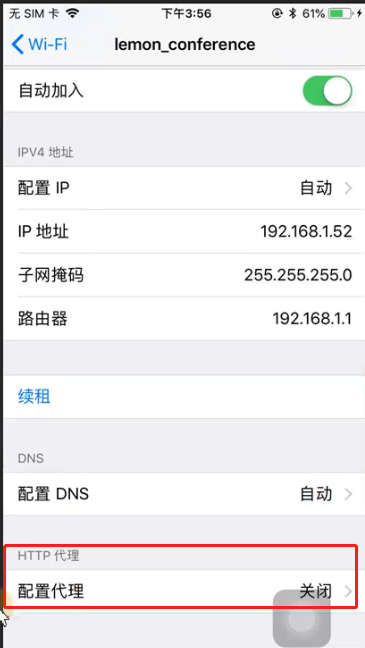 无 SIM 卡 下午3:56 61%
Wi-Fi lemon_conference
自动加入
IPV4 地址
配置 IP 自动
IP 地址 192.168.1.52
子网掩码 255.255.255.0
路由器 192.168.1.1
续租
DNS
配置 DNS 自动
HTTP 代理
配置代理 关闭